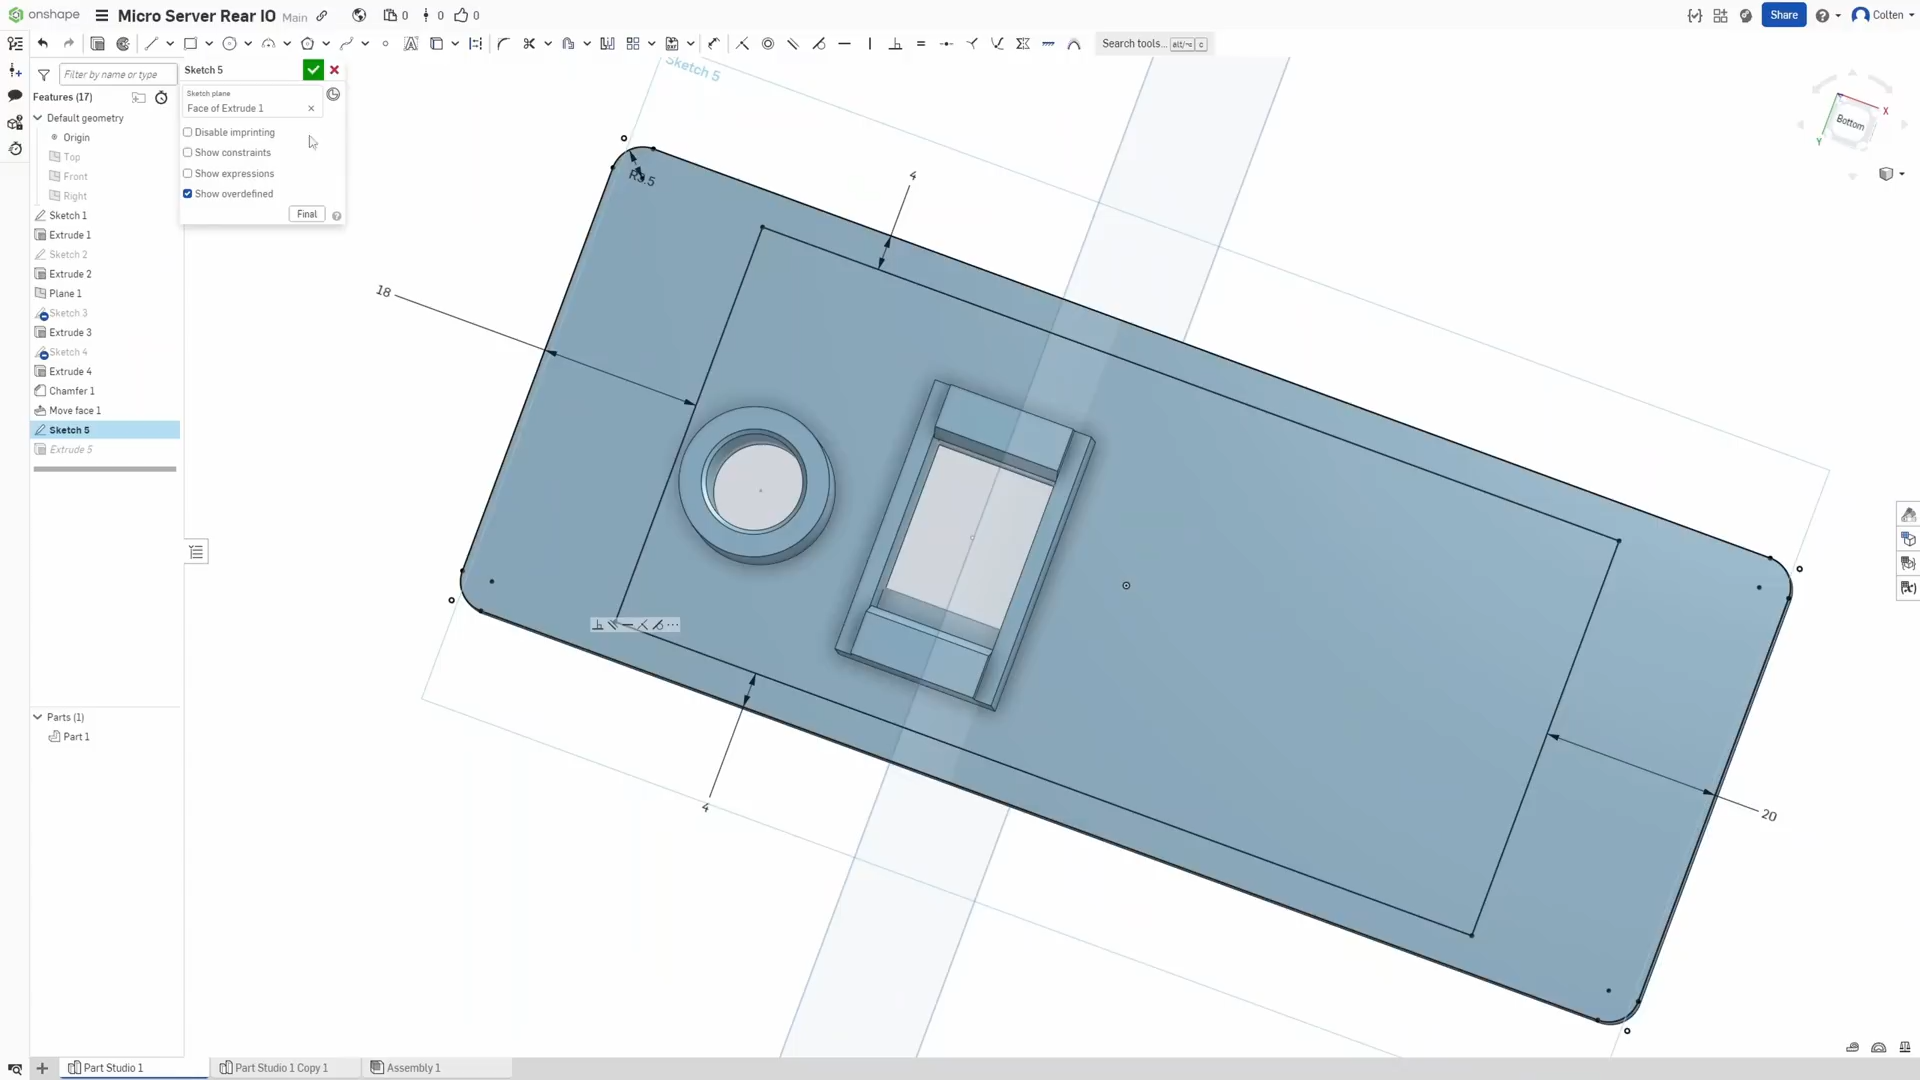 onshape
Micro Server Rear IO Main
0
0
0
Share
Colten
Search tools... alt/⌥ c
Filter by name or type
Features (17)
Default geometry
Origin
Top
Front
Right
Sketch 1
Extrude 1
Sketch 2
Extrude 2
Plane 1
Sketch 3
Extrude 3
Sketch 4
Extrude 4
Chamfer 1
Move face 1
Sketch 5
Extrude 5
Parts (1)
Part 1
Sketch 5
Sketch plane
Face of Extrude 1
Disable imprinting
Show constraints
Show expressions
Show overdefined
Final
Sketch 5
4
18
4
20
Bottom
X
Y
Part Studio 1
Part Studio 1 Copy 1
Assembly 1